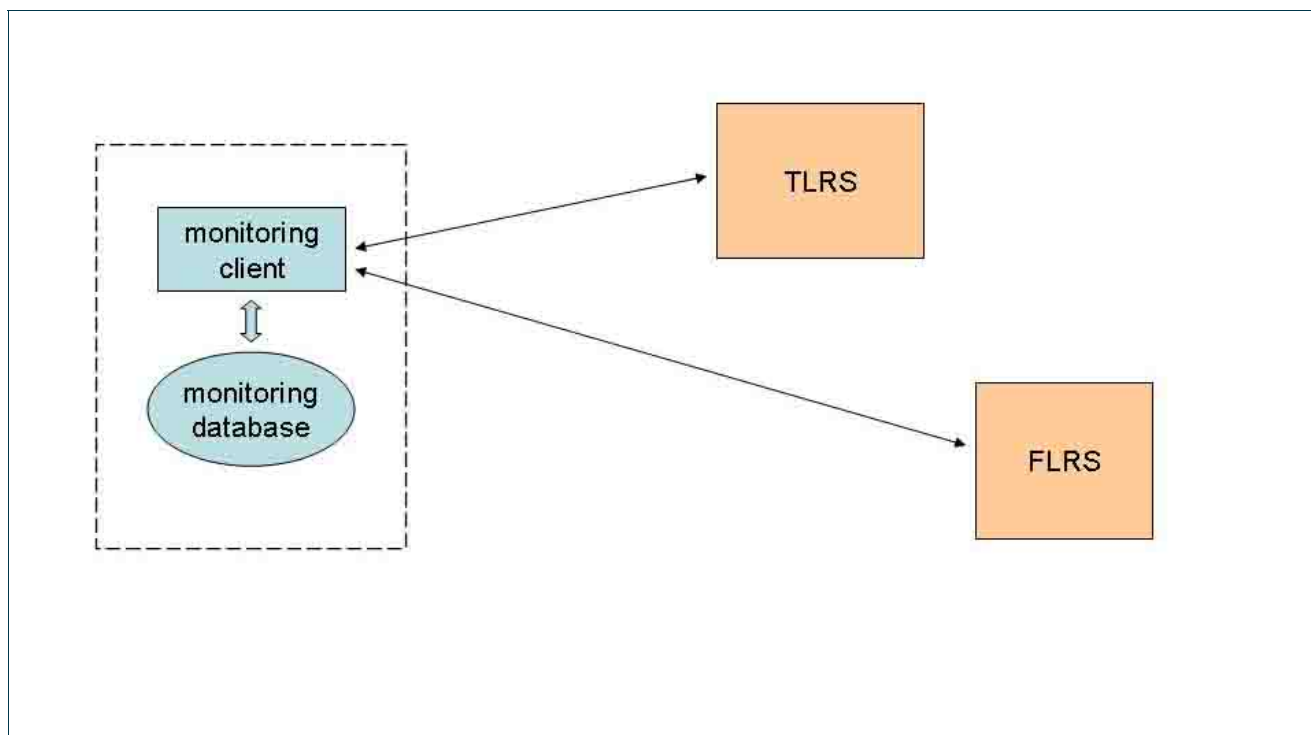 monitoring
client
monitoring
database
TLRS
FLRS